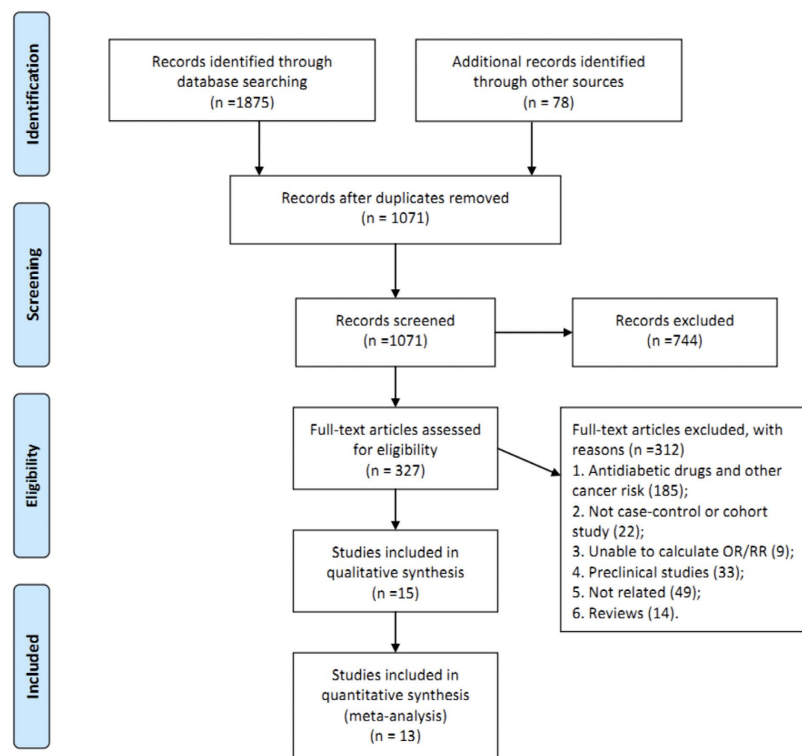 Identification
Records identified through
database searching
(n =1875)
Additional records identified
through other sources
(n = 78)
Records after duplicates removed
(n = 1071)
Screening
Records screened
(n =1071)
Records excluded
(n =744)
Eligibility
Full-text articles assessed
for eligibility
(n = 327)
Full-text articles excluded, with
reasons (n =312)
1. Antidiabetic drugs and other
cancer risk (185);
2. Not case-control or cohort
study (22);
3. Unable to calculate OR/RR (9);
4. Preclinical studies (33);
5. Not related (49);
6. Reviews (14).
Studies included in
qualitative synthesis
(n =15)
Included
Studies included in
quantitative synthesis
(meta-analysis)
(n = 13)